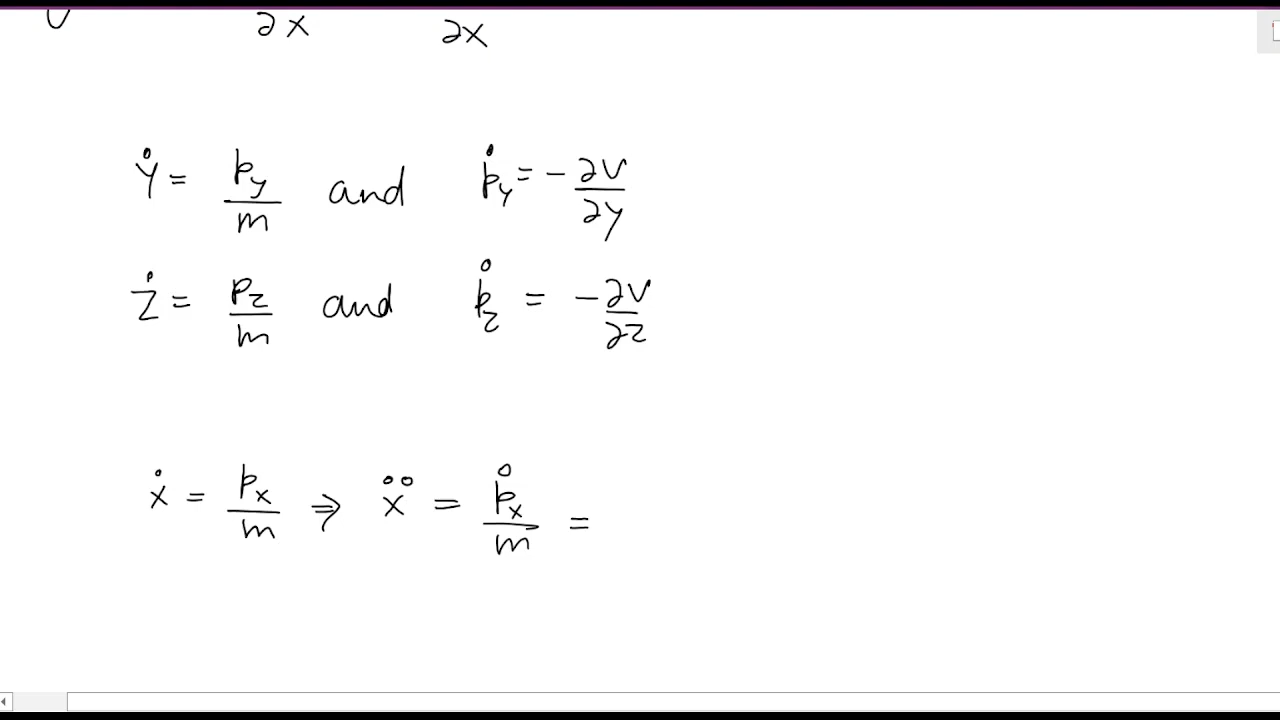 ∂x ∂x
ẏ = p_y/m and ṗ_y = -∂V/∂y
ż = p_z/m and ṗ_z = -∂V/∂z
ẋ = p_x/m ⇒ ẍ = ṗ_x/m =